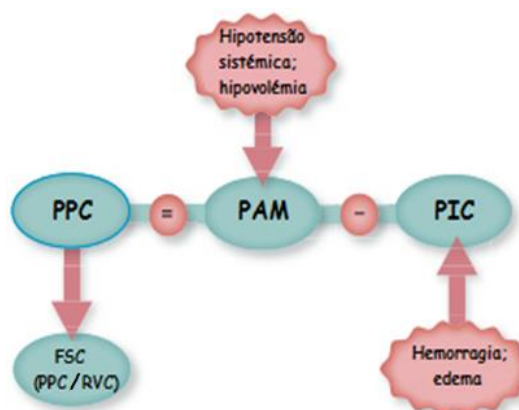 Hipotensão
sistémica;
hipovolémia
PPC
=
PAM
-
PIC
FSC
(PPC/RVC)
Hemorragia;
edema